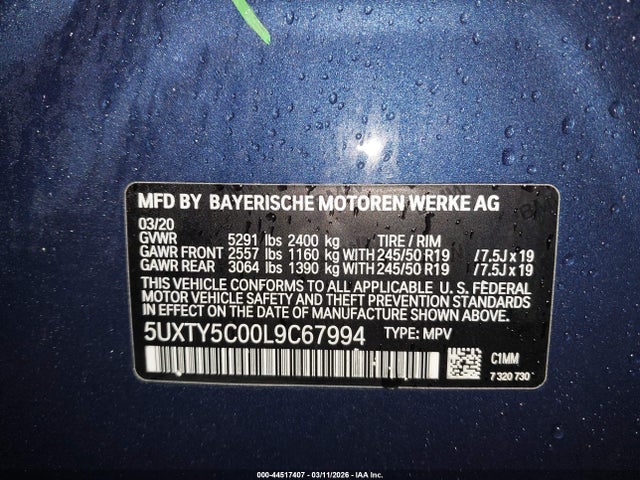 MFD BY BAYERISCHE MOTOREN WERKE AG
03/20
GVWR 5291 lbs 2400 kg TIRE / RIM
GAWR FRONT 2557 lbs 1160 kg WITH 245/50 R19 / 7.5J x 19
GAWR REAR 3064 lbs 1390 kg WITH 245/50 R19 / 7.5J x 19
THIS VEHICLE CONFORMS TO ALL APPLICABLE U. S. FEDERAL
MOTOR VEHICLE SAFETY AND THEFT PREVENTION STANDARDS
IN EFFECT ON THE DATE OF MANUFACTURE SHOWN ABOVE.
5UXTY5C00L9C67994 TYPE: MPV
C1MM
7 320 730
000-44517407 - 03/11/2026 - IAA Inc.